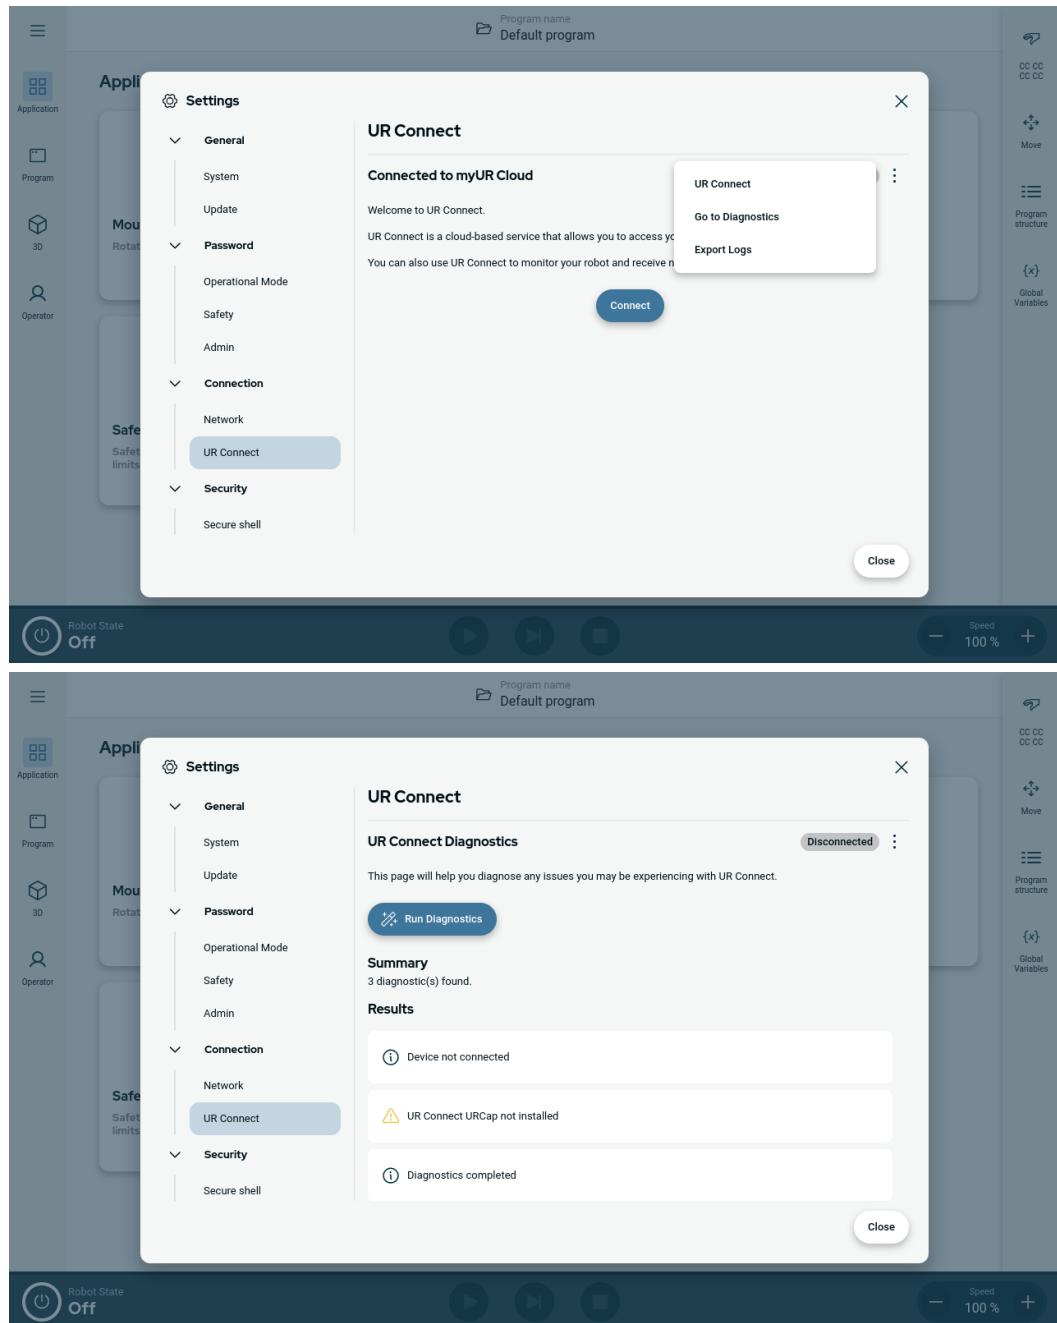 Program name
Default program
Application
Program
3D
Operator
Appli
Mou
Rotat
Safe
Safet
limits
Settings
General
System
Update
Password
Operational Mode
Safety
Admin
Connection
Network
UR Connect
Security
Secure shell
UR Connect
Connected to myUR Cloud
Welcome to UR Connect.
UR Connect is a cloud-based service that allows you to access yo
You can also use UR Connect to monitor your robot and receive n
Connect
UR Connect
Go to Diagnostics
Export Logs
Close
CC CC
CC CC
Move
Program
structure
{x}
Global
Variables
Robot State
Off
Speed
100 %
Program name
Default program
Application
Program
3D
Operator
Appli
Mou
Rotat
Safe
Safet
limits
Settings
General
System
Update
Password
Operational Mode
Safety
Admin
Connection
Network
UR Connect
Security
Secure shell
UR Connect
UR Connect Diagnostics
Disconnected
This page will help you diagnose any issues you may be experiencing with UR Connect.
Run Diagnostics
Summary
3 diagnostic(s) found.
Results
Device not connected
UR Connect URCap not installed
Diagnostics completed
Close
CC CC
CC CC
Move
Program
structure
{x}
Global
Variables
Robot State
Off
Speed
100 %